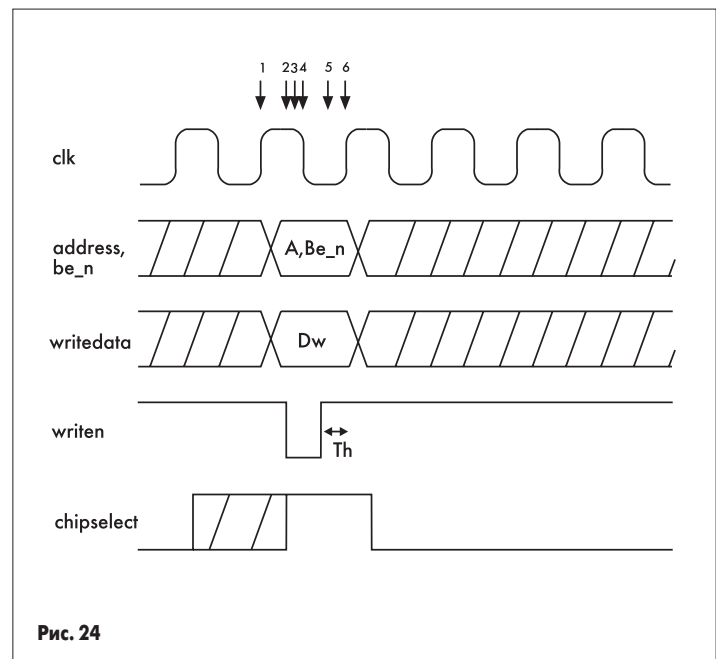 1 2 3 4 5 6
clk
address,
be_n
A,Be_n
writedata
Dw
writen
Th
chipselect
Рис. 24